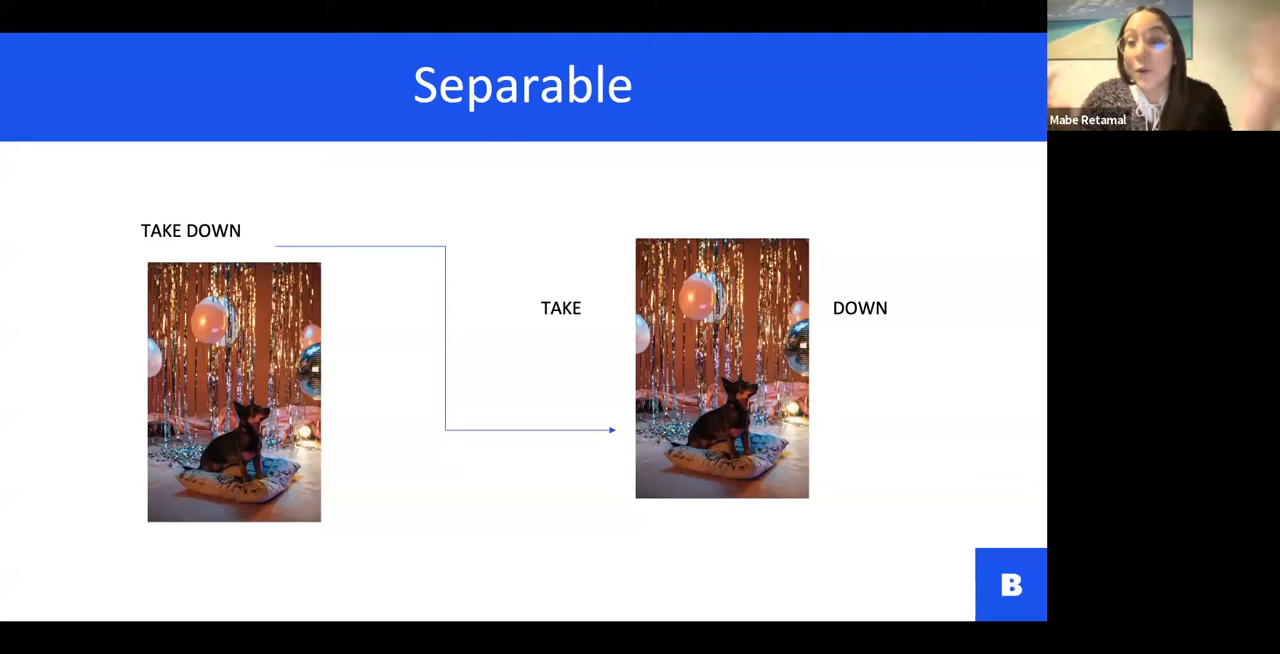 Separable
Mabe Retamal
TAKE DOWN
TAKE
DOWN
B